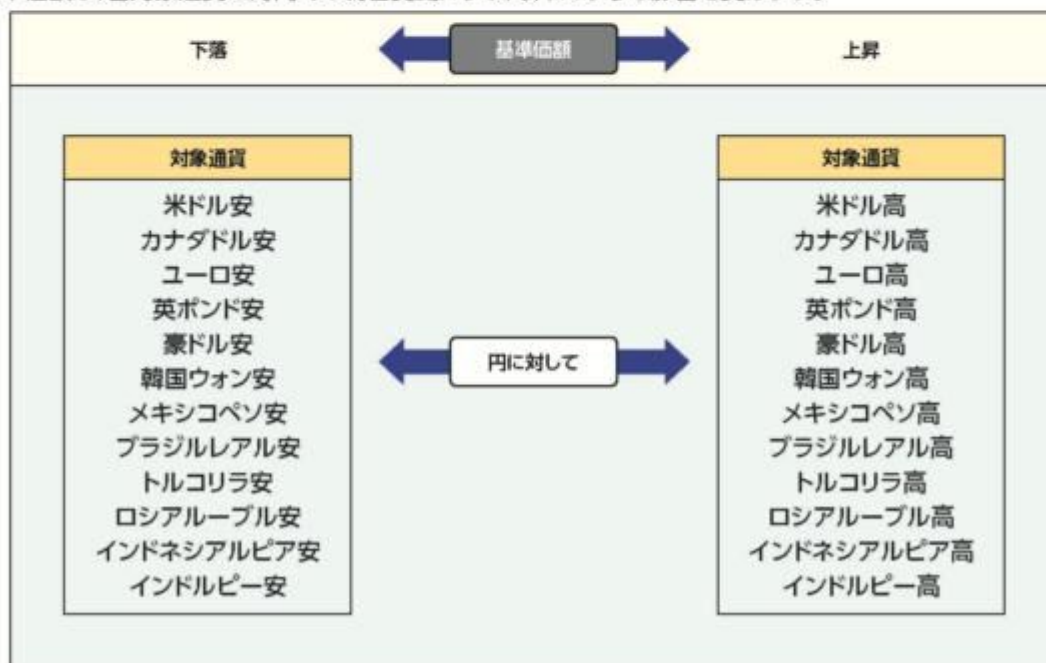 下落 基準価額 上昇
対象通貨
米ドル安
カナダドル安
ユーロ安
英ポンド安
豪ドル安
韓国ウォン安
メキシコペソ安
ブラジルレアル安
トルコリラ安
ロシアルーブル安
インドネシアルピア安
インドルピー安
円に対して
対象通貨
米ドル高
カナダドル高
ユーロ高
英ポンド高
豪ドル高
韓国ウォン高
メキシコペソ高
ブラジルレアル高
トルコリラ高
ロシアルーブル高
インドネシアルピア高
インドルピー高